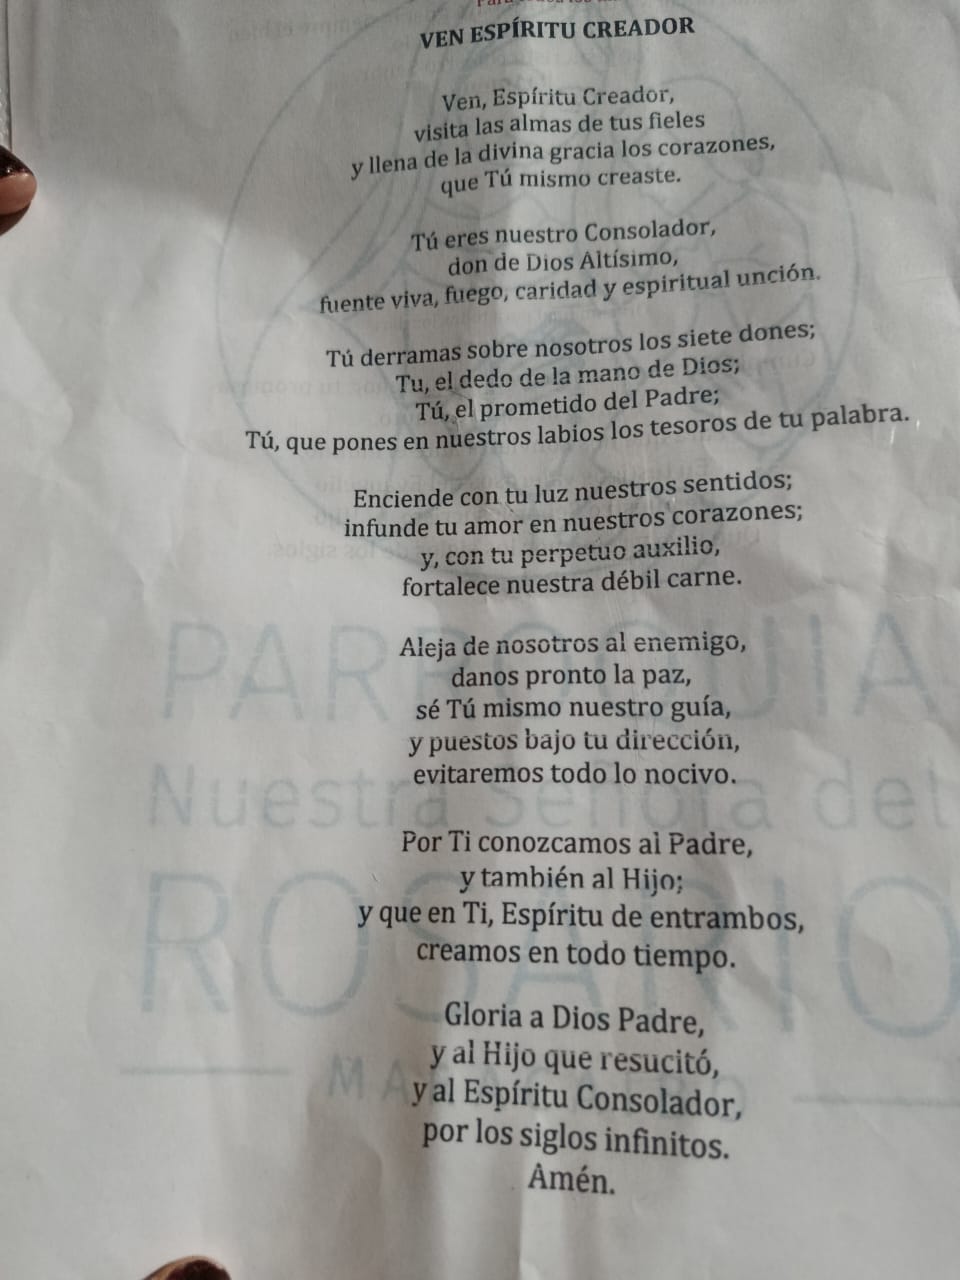 VEN ESPÍRITU CREADOR
Ven, Espíritu Creador,
visita las almas de tus fieles
y llena de la divina gracia los corazones,
que Tú mismo creaste.
Tú eres nuestro Consolador,
don de Dios Altísimo,
fuente viva, fuego, caridad y espiritual unción.
Tú derramas sobre nosotros los siete dones;
Tu, el dedo de la mano de Dios;
Tú, el prometido del Padre;
Tú, que pones en nuestros labios los tesoros de tu palabra.
Enciende con tu luz nuestros sentidos;
infunde tu amor en nuestros corazones;
y, con tu perpetuo auxilio,
fortalece nuestra débil carne.
Aleja de nosotros al enemigo,
danos pronto la paz,
sé Tú mismo nuestro guía,
y puestos bajo tu dirección,
evitaremos todo lo nocivo.
Por Ti conozcamos al Padre,
y también al Hijo;
y que en Ti, Espíritu de entrambos,
creamos en todo tiempo.
Gloria a Dios Padre,
y al Hijo que resucitó,
y al Espíritu Consolador,
por los siglos infinitos.
Amén.
PARROQUIA
Nuestra Señora del
ROSARIO